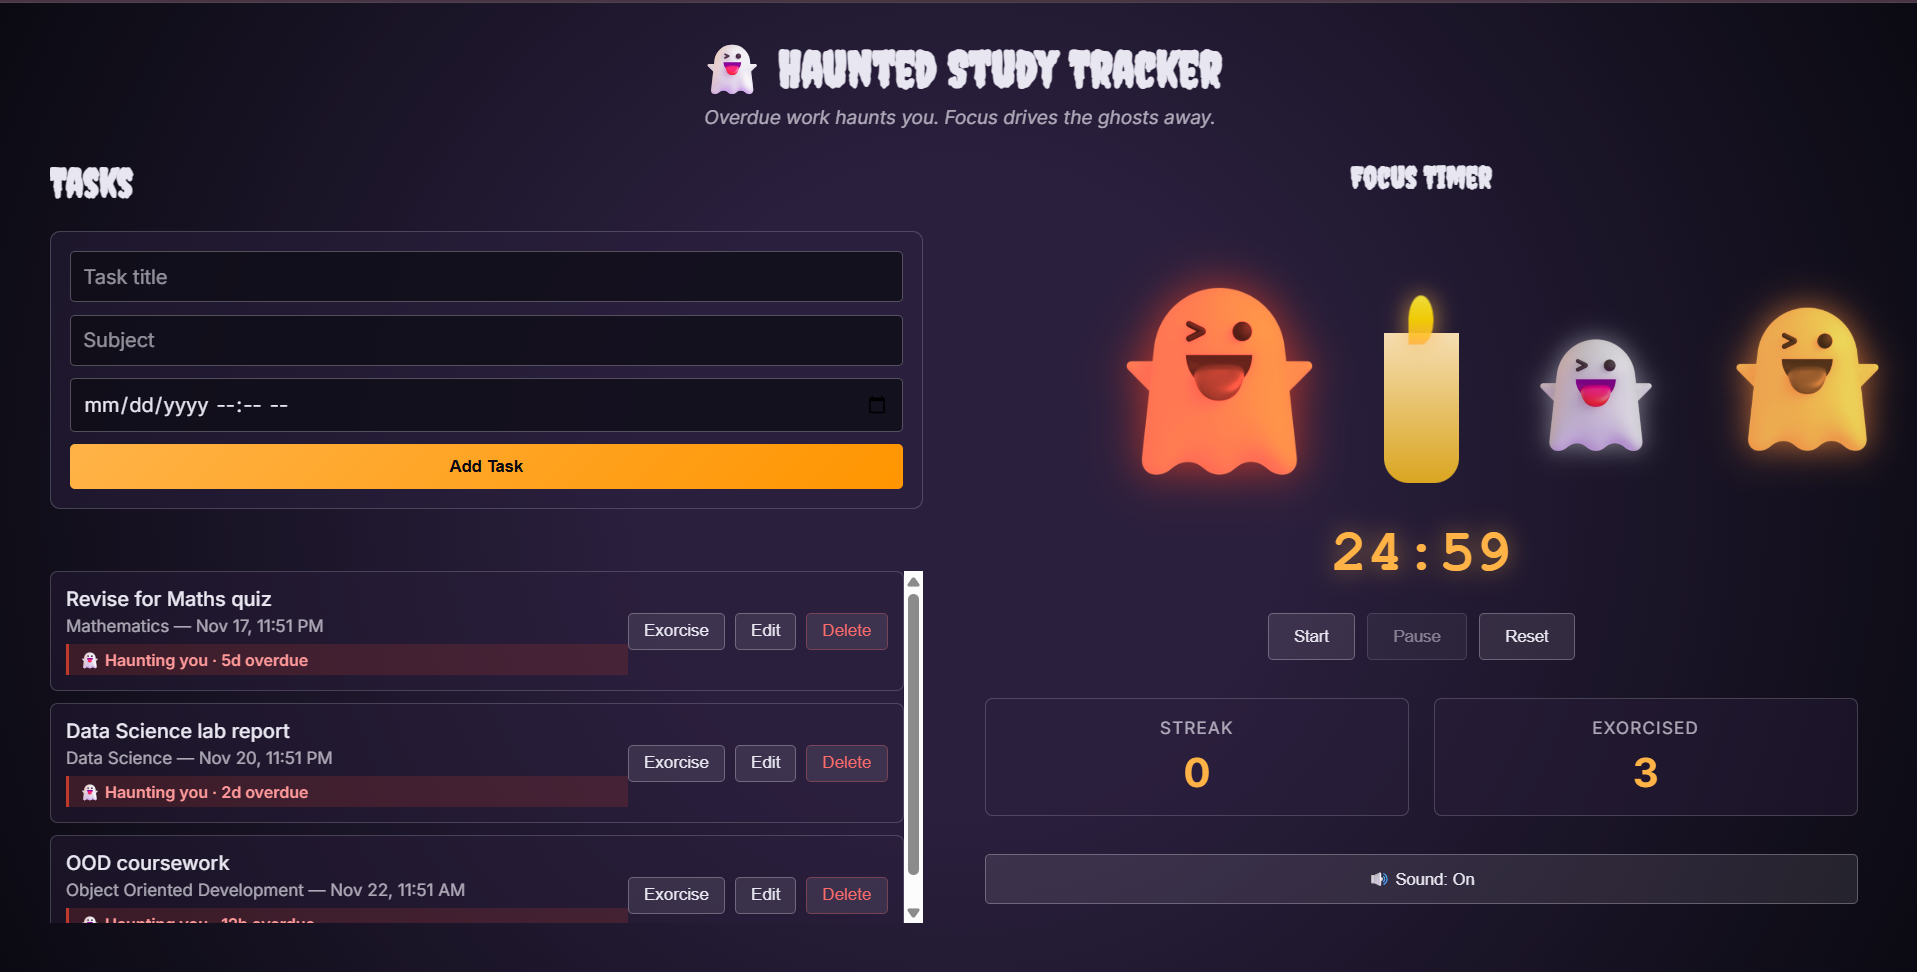 HAUNTED STUDY TRACKER
Overdue work haunts you. Focus drives the ghosts away.
TASKS
Task title
Subject
mm/dd/yyyy --:-- --
Add Task
Revise for Maths quiz
Mathematics — Nov 17, 11:51 PM
Haunting you · 5d overdue
Exorcise Edit Delete
Data Science lab report
Data Science — Nov 20, 11:51 PM
Haunting you · 2d overdue
Exorcise Edit Delete
OOD coursework
Object Oriented Development — Nov 22, 11:51 AM
Haunting you · 12h overdue
Exorcise Edit Delete
FOCUS TIMER
24:59
Start Pause Reset
STREAK
0
EXORCISED
3
Sound: On